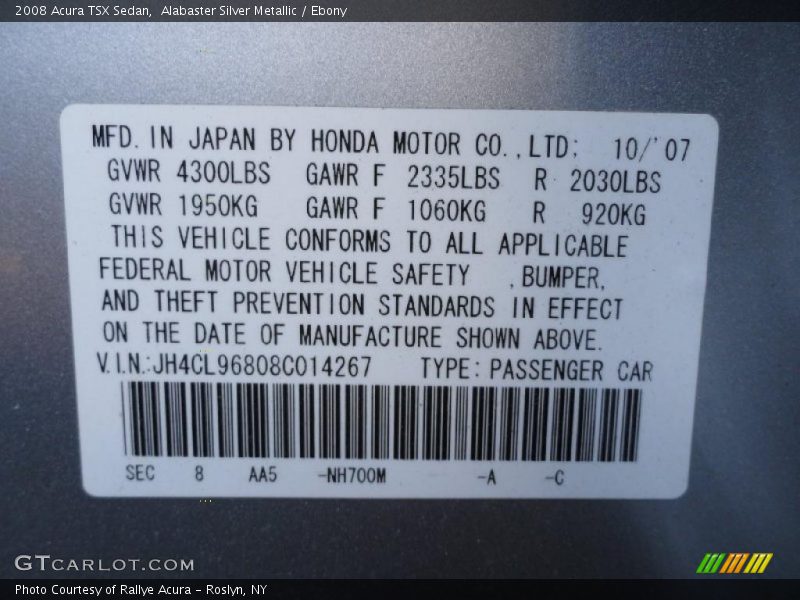 2008 Acura TSX Sedan,  Alabaster Silver Metallic / Ebony
MFD. IN JAPAN BY HONDA MOTOR CO., LTD; 10/'07
GVWR 4300LBS GAWR F 2335LBS R 2030LBS
GVWR 1950KG GAWR F 1060KG R 920KG
THIS VEHICLE CONFORMS TO ALL APPLICABLE
FEDERAL MOTOR VEHICLE SAFETY , BUMPER,
AND THEFT PREVENTION STANDARDS IN EFFECT
ON THE DATE OF MANUFACTURE SHOWN ABOVE.
V.I.N.:JH4CL96808C014267 TYPE: PASSENGER CAR
SEC 8 AA5 -NH700M -A -C
GTCARLOT.COM
Photo Courtesy of Rallye Acura – Roslyn, NY